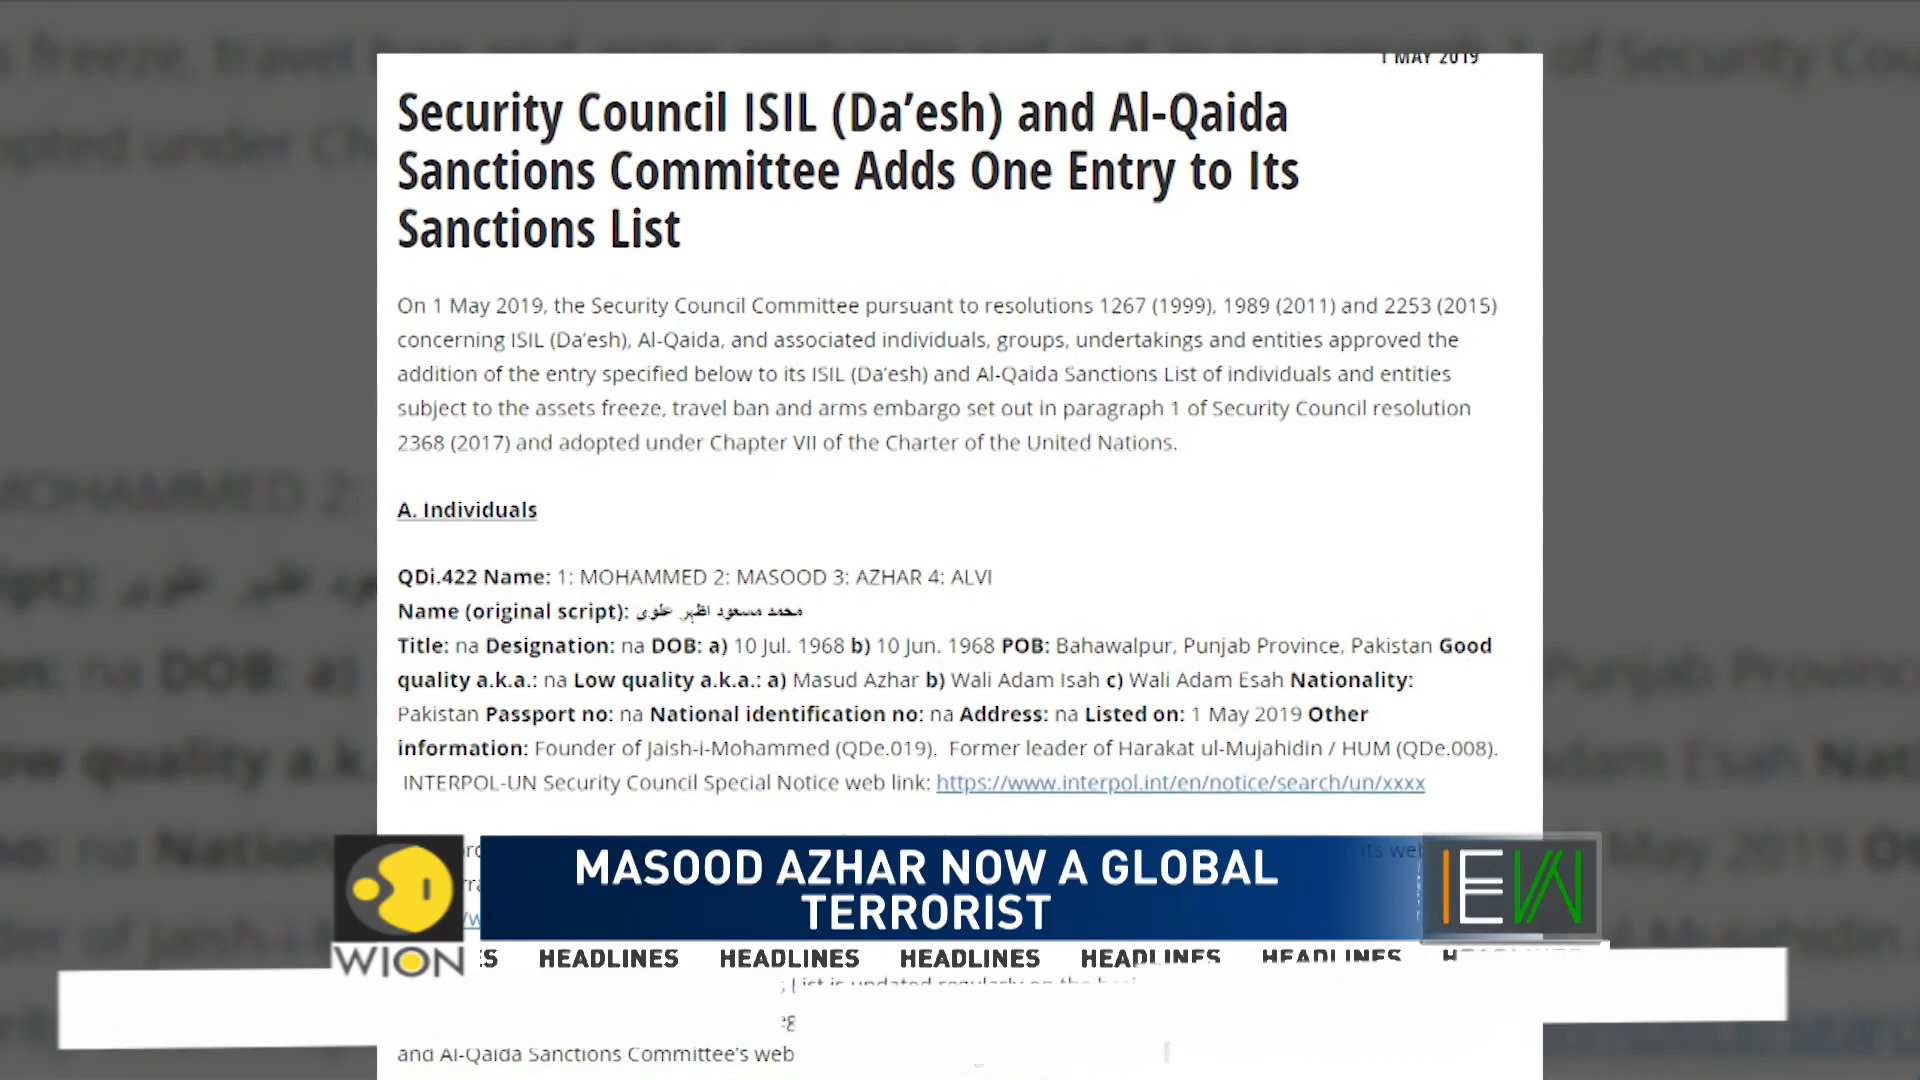 1 MAY 2019
Security Council ISIL (Da’esh) and Al-Qaida
Sanctions Committee Adds One Entry to Its
Sanctions List
On 1 May 2019, the Security Council Committee pursuant to resolutions 1267 (1999), 1989 (2011) and 2253 (2015)
concerning ISIL (Da’esh), Al-Qaida, and associated individuals, groups, undertakings and entities approved the
addition of the entry specified below to its ISIL (Da’esh) and Al-Qaida Sanctions List of individuals and entities
subject to the assets freeze, travel ban and arms embargo set out in paragraph 1 of Security Council resolution
2368 (2017) and adopted under Chapter VII of the Charter of the United Nations.
A. Individuals
QDi.422 Name: 1: MOHAMMED 2: MASOOD 3: AZHAR 4: ALVI
Name (original script): محمد مسعود اظہر علوی
Title: na Designation: na DOB: a) 10 Jul. 1968 b) 10 Jun. 1968 POB: Bahawalpur, Punjab Province, Pakistan Good
quality a.k.a.: na Low quality a.k.a.: a) Masud Azhar b) Wali Adam Isah c) Wali Adam Esah Nationality:
Pakistan Passport no: na National identification no: na Address: na Listed on: 1 May 2019 Other
information: Founder of Jaish-i-Mohammed (QDe.019). Former leader of Harakat ul-Mujahidin / HUM (QDe.008).
INTERPOL-UN Security Council Special Notice web link: https://www.interpol.int/en/notice/search/un/xxxx
MASOOD AZHAR NOW A GLOBAL
TERRORIST
WION
IEW
HEADLINES HEADLINES HEADLINES HEADLINES HEADLINES
List is updated regularly on the
and Al-Qaida Sanctions Committee’s web